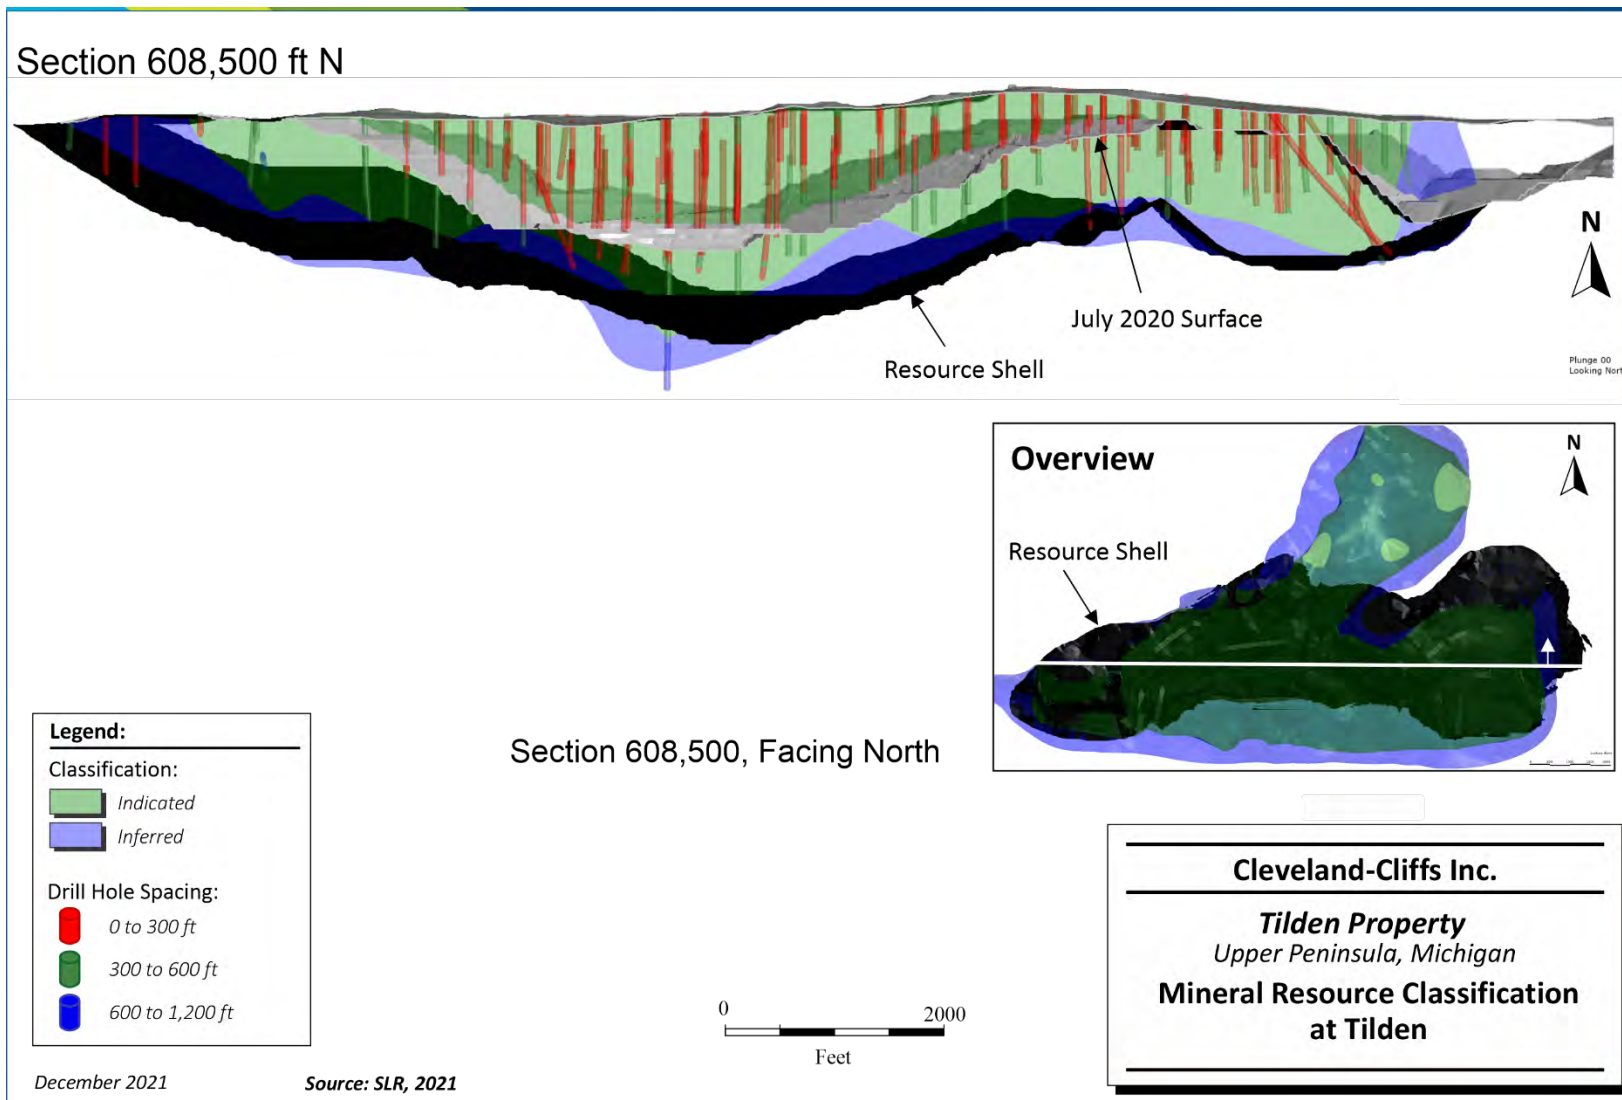 Section 608,500 ft N
N
July 2020 Surface
Resource Shell
Plunge 00
Looking Nort
Overview
N
Resource Shell
Section 608,500, Facing North
Legend:
Classification:
Indicated
Inferred
Drill Hole Spacing:
0 to 300 ft
300 to 600 ft
600 to 1,200 ft
0 2000
Feet
Cleveland-Cliffs Inc.
Tilden Property
Upper Peninsula, Michigan
Mineral Resource Classification
at Tilden
December 2021
Source: SLR, 2021